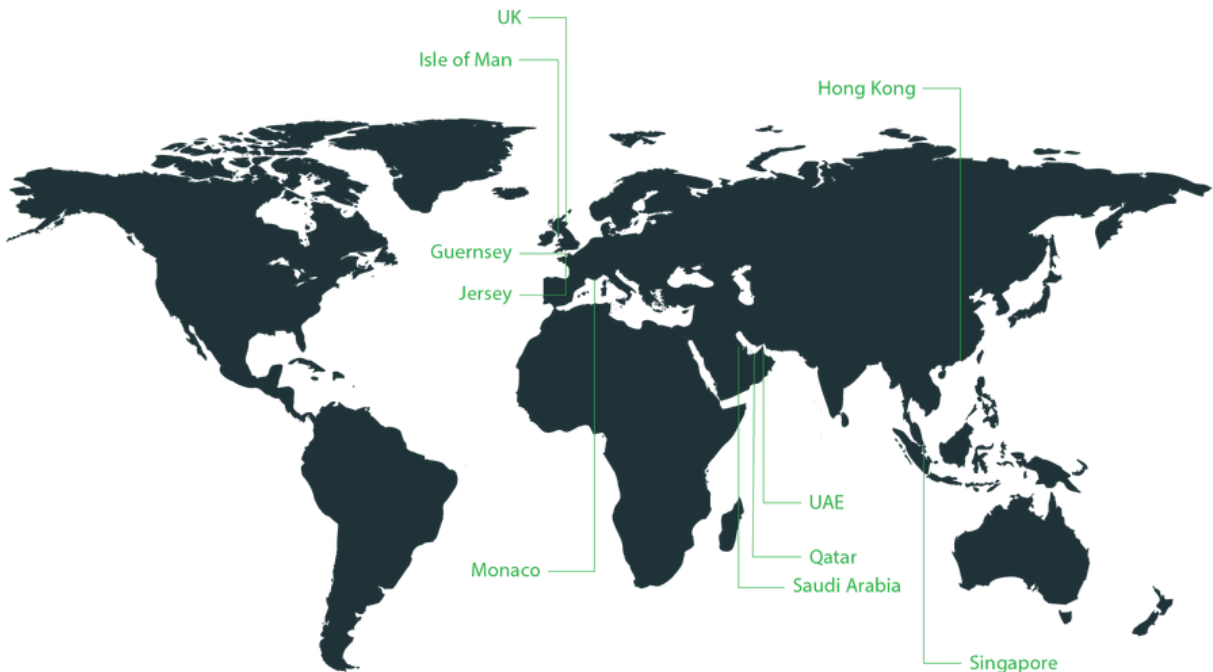 UK
Isle of Man
Hong Kong
Guernsey
Jersey
UAE
Qatar
Monaco
Saudi Arabia
Singapore